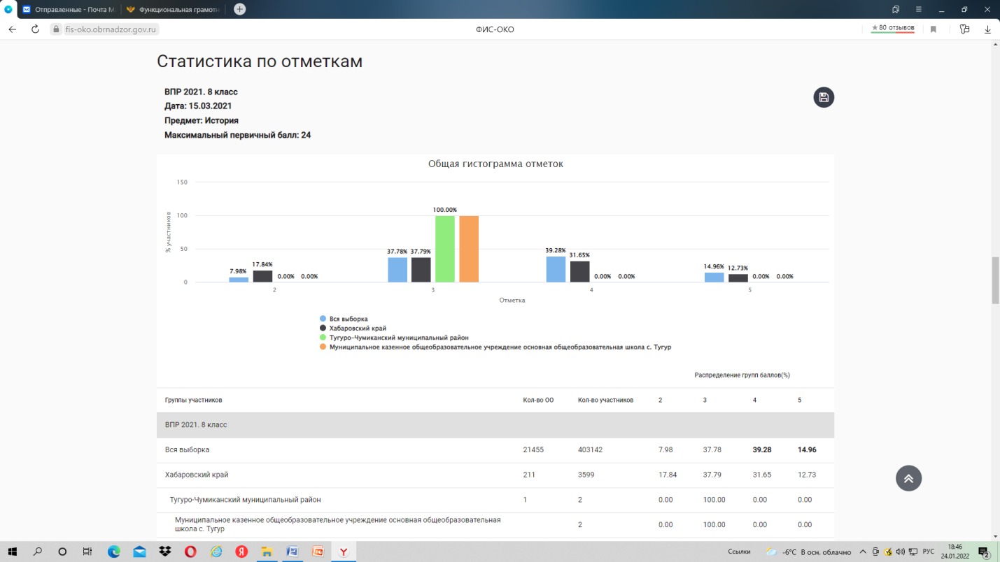 Отправленные - Почта M
Функциональная грамотн
fis-oko.obrnadzor.gov.ru
ФИС-ОКО
★ 80 отзывов
Статистика по отметкам
ВПР 2021. 8 класс
Дата: 15.03.2021
Предмет: История
Максимальный первичный балл: 24
Общая гистограмма отметок
150
100
50
0
% участников
7.98%
17.84%
0.00%
0.00%
37.78%
37.79%
100.00%
39.28%
31.65%
0.00%
0.00%
14.96%
12.73%
0.00%
0.00%
2
3
4
5
Отметка
Вся выборка
Хабаровский край
Тугуро-Чумиканский муниципальный район
Муниципальное казенное общеобразовательное учреждение основная общеобразовательная школа с. Тугур
Распределение групп баллов(%)
Группы участников Кол-во ОО Кол-во участников 2 3 4 5
ВПР 2021. 8 класс
Вся выборка 21455 403142 7.98 37.78 39.28 14.96
Хабаровский край 211 3599 17.84 37.79 31.65 12.73
Тугуро-Чумиканский муниципальный район 1 2 0.00 100.00 0.00 0.00
Муниципальное казенное общеобразовательное учреждение основная общеобразовательная
школа с. Тугур 2 0.00 100.00 0.00 0.00
Ссылки
-6°C В осн. облачно
РУС
18:46
24.01.2022
2